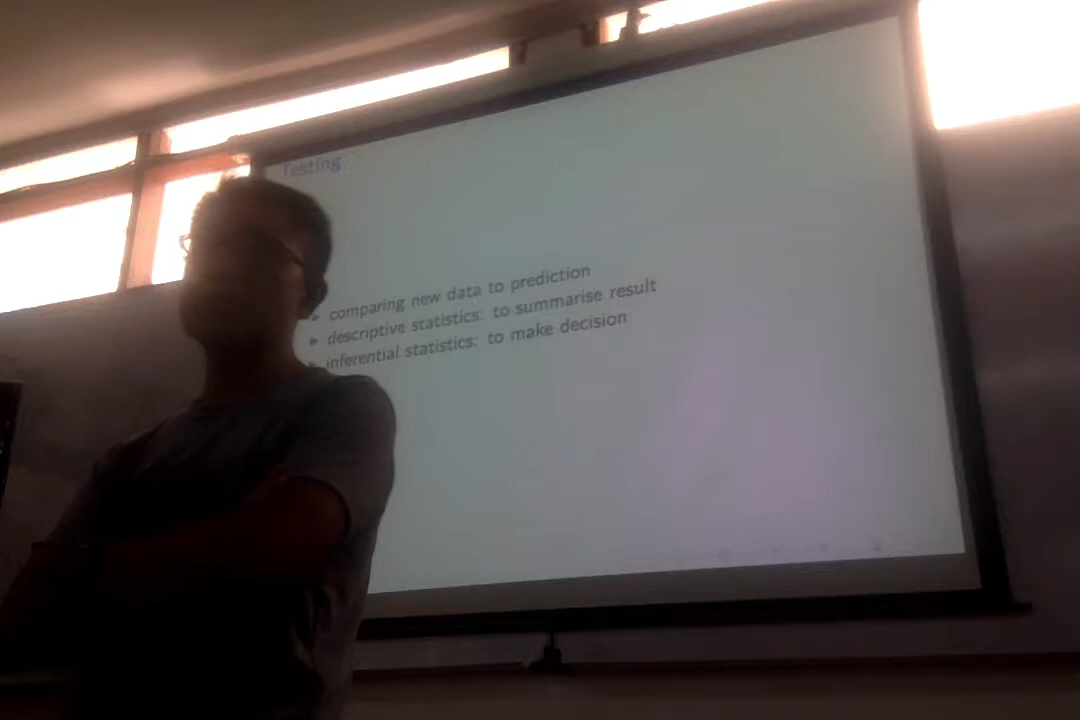 Testing
comparing new data to prediction
descriptive statistics: to summarise result
inferential statistics: to make decision